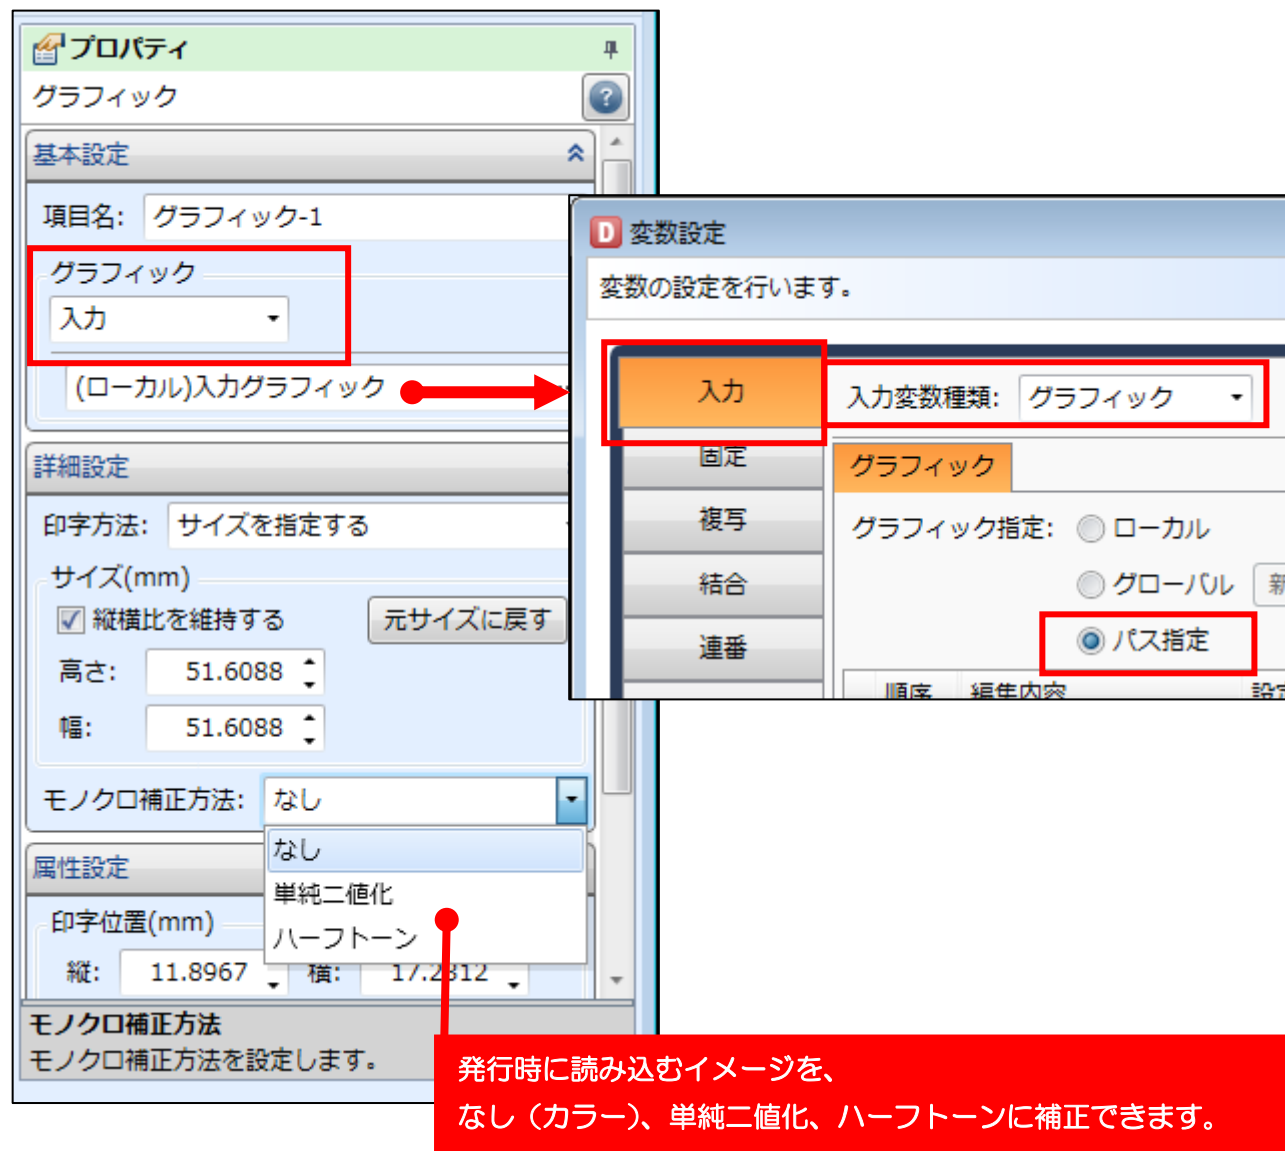 プロパティ
グラフィック
?
基本設定
項目名: グラフィック-1
グラフィック
入力
(ローカル)入力グラフィック
詳細設定
印字方法: サイズを指定する
サイズ(mm)
縦横比を維持する 元サイズに戻す
高さ: 51.6088
幅: 51.6088
モノクロ補正方法: なし
なし
単純二値化
ハーフトーン
属性設定
印字位置(mm)
縦: 11.8967 横: 17.2312
モノクロ補正方法
モノクロ補正方法を設定します。
D 変数設定
変数の設定を行います。
入力
固定
複写
結合
連番
入力変数種類: グラフィック
グラフィック
グラフィック指定: ローカル
グローバル 新
パス指定
順序 編集内容 設定
発行時に読み込むイメージを、
なし（カラー）、単純二値化、ハーフトーンに補正できます。